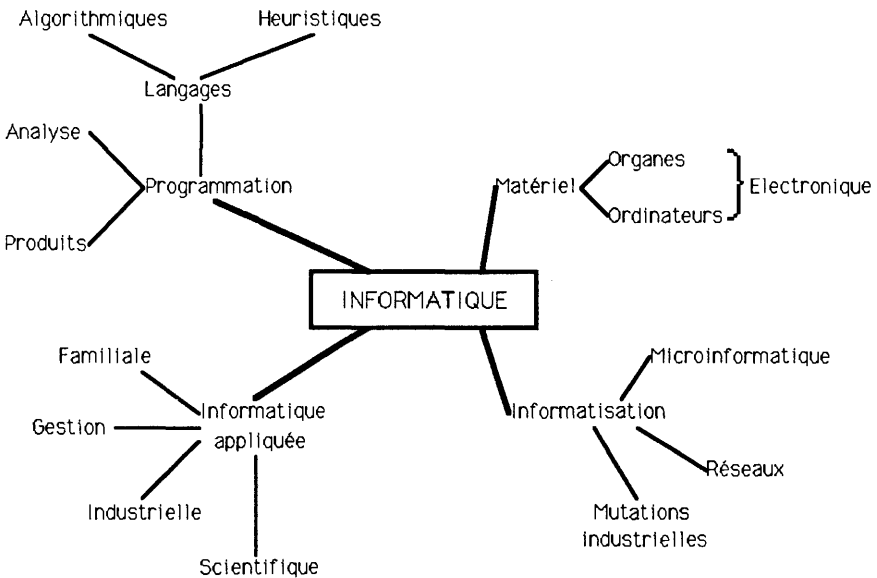 Algorithmiques
Heuristiques
Langages
Analyse
Programmation
Produits
Matériel
Organes
Ordinateurs
Electronique
INFORMATIQUE
Familiale
Gestion
Informatique
appliquée
Industrielle
Scientifique
Microinformatique
Informatisation
Réseaux
Mutations
industrielles